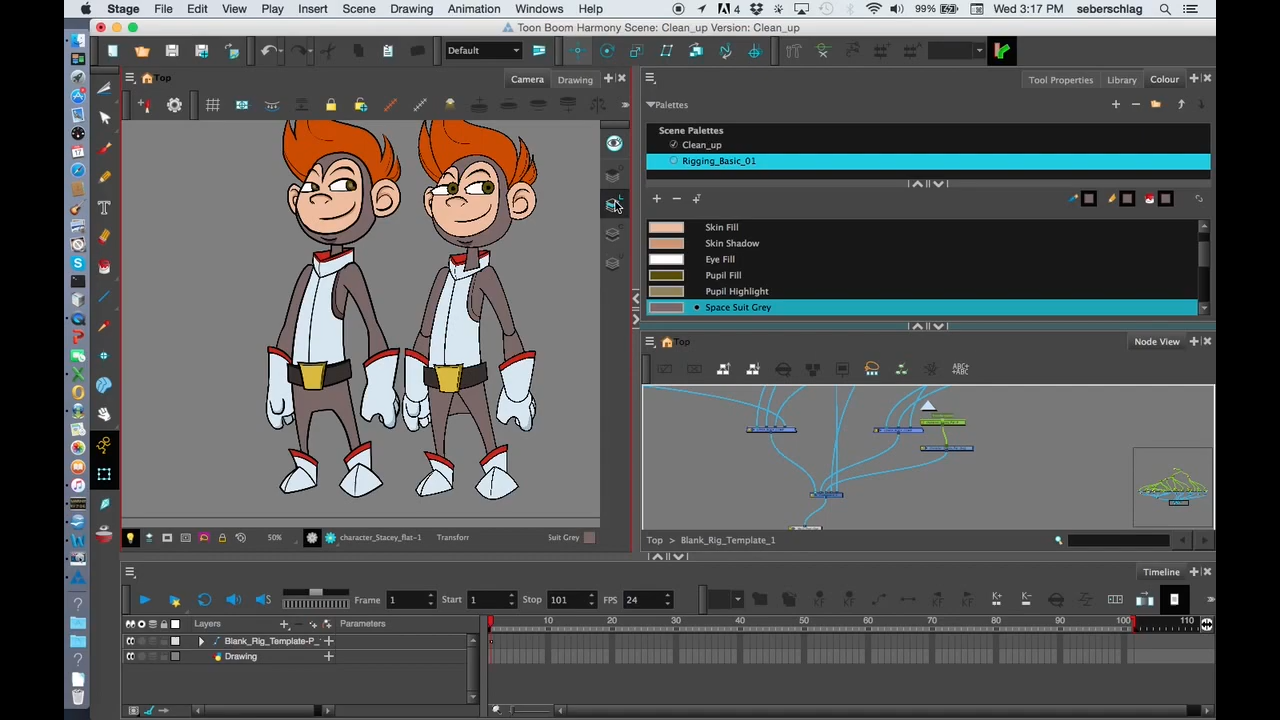 Stage File Edit View Play Insert Scene Drawing Animation Windows Help 4 99% Wed 3:17 PM seberschlag
Toon Boom Harmony Scene: Clean_up Version: Clean_up
Default
Top Camera Drawing
Tool Properties Library Colour
Palettes
Scene Palettes
Clean_up
Rigging_Basic_01
Skin Fill
Skin Shadow
Eye Fill
Pupil Fill
Pupil Highlight
Space Suit Grey
Top Node View
ABC+
+ABC
T
50% character_Stacey_flat-1 Transforr Suit Grey
Top > Blank_Rig_Template_1
Timeline
Frame 1 Start 1 Stop 101 FPS 24
Layers Parameters
10 20 30 40 50 60 70 80 90 100 110
Blank_Rig_Template-P_
Drawing